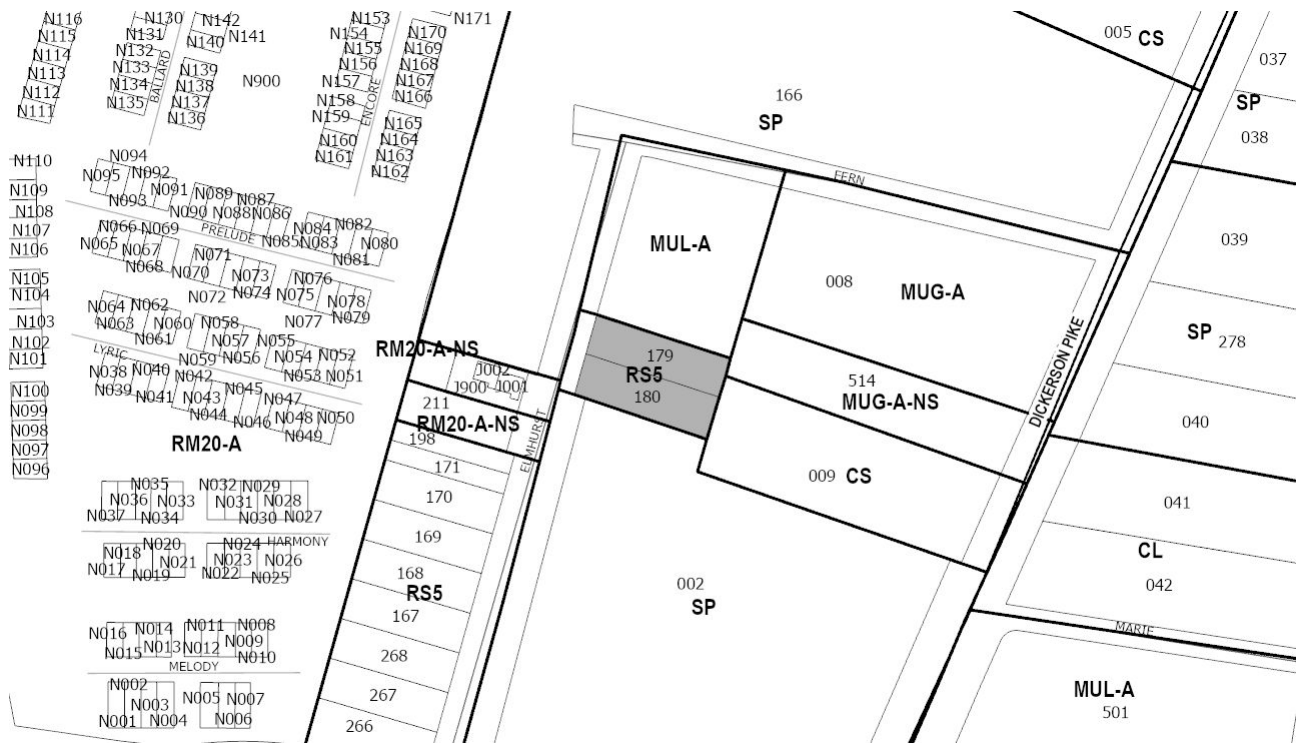 N116
N115
N114
N113
N112
N111
N130
N131
N132
N133
N134
N135
BALLARD
N142
N140
N141
N139
N138
N137
N136
N900
N153
N154
N155
N156
N157
N158
N159
N160
N161
ENCORE
N171
N170
N169
N168
N167
N166
N165
N164
N163
N162
N110
N109
N108
N107
N106
N105
N104
N103
N102
N101
N100
N099
N098
N097
N096
N094
N095
N092
N091
N093
N089
N087
N090
N088
N086
N084
N082
N085
N083
N080
N081
PRELUDE
N066
N069
N065
N067
N068
N071
N070
N073
N072
N074
N076
N075
N078
N077
N079
N064
N062
N063
N060
N061
N058
N057
N055
N059
N056
N054
N052
N053
N051
LYRIC
N038
N040
N039
N041
N042
N043
N045
N044
N047
N046
N048
N050
N049
RM20-A
N035
N036
N033
N037
N034
N032
N029
N031
N028
N030
N027
HARMONY
N020
N018
N021
N017
N019
N024
N023
N026
N022
N025
N016
N014
N015
N013
N011
N008
N012
N009
N010
MELODY
N002
N003
N001
N004
N005
N007
N006
RM20-A-NS
J002
J900
J001
211
RM20-A-NS
198
171
170
169
168
RS5
167
268
267
266
ELMHURST
166
SP
FERN
MUL-A
008
MUG-A
179
RS5
180
514
MUG-A-NS
009 CS
002
SP
DICKERSON PIKE
005 CS
037
SP
038
039
SP 278
040
041
CL
042
MARIE
MUL-A
501